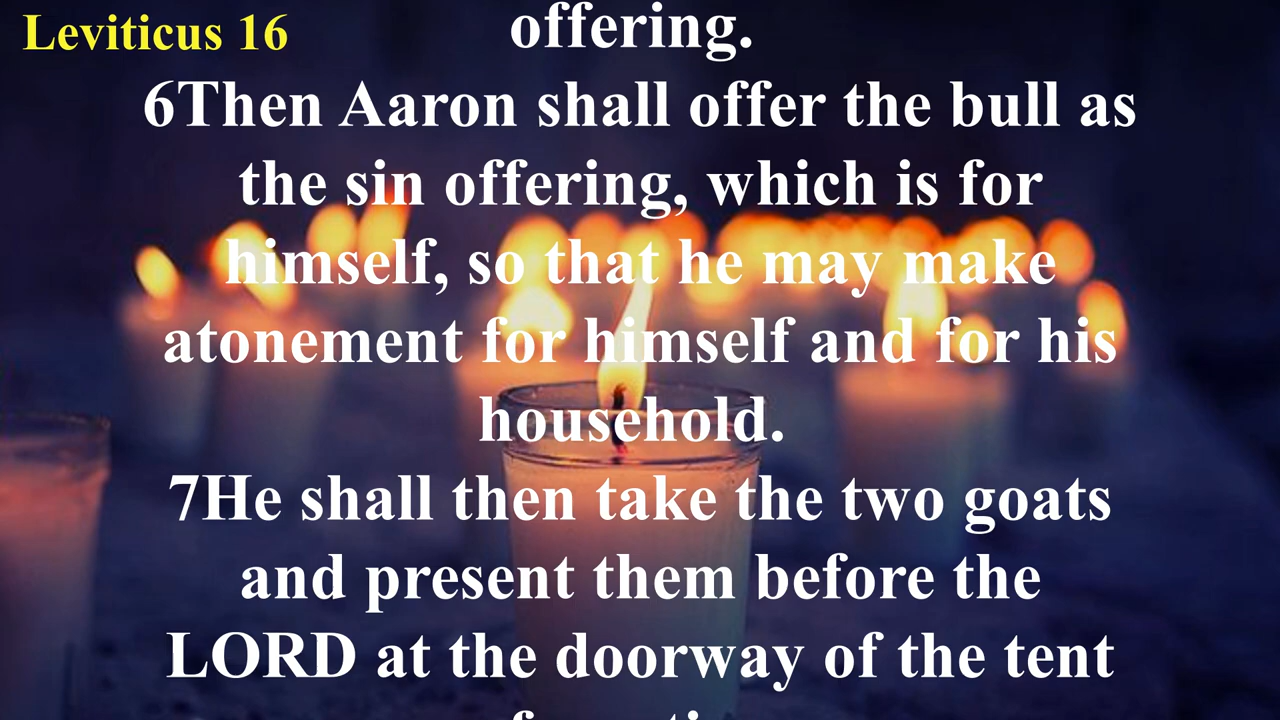 Leviticus 16
offering.
6Then Aaron shall offer the bull as
the sin offering, which is for
himself, so that he may make
atonement for himself and for his
household.
7He shall then take the two goats
and present them before the
LORD at the doorway of the tent